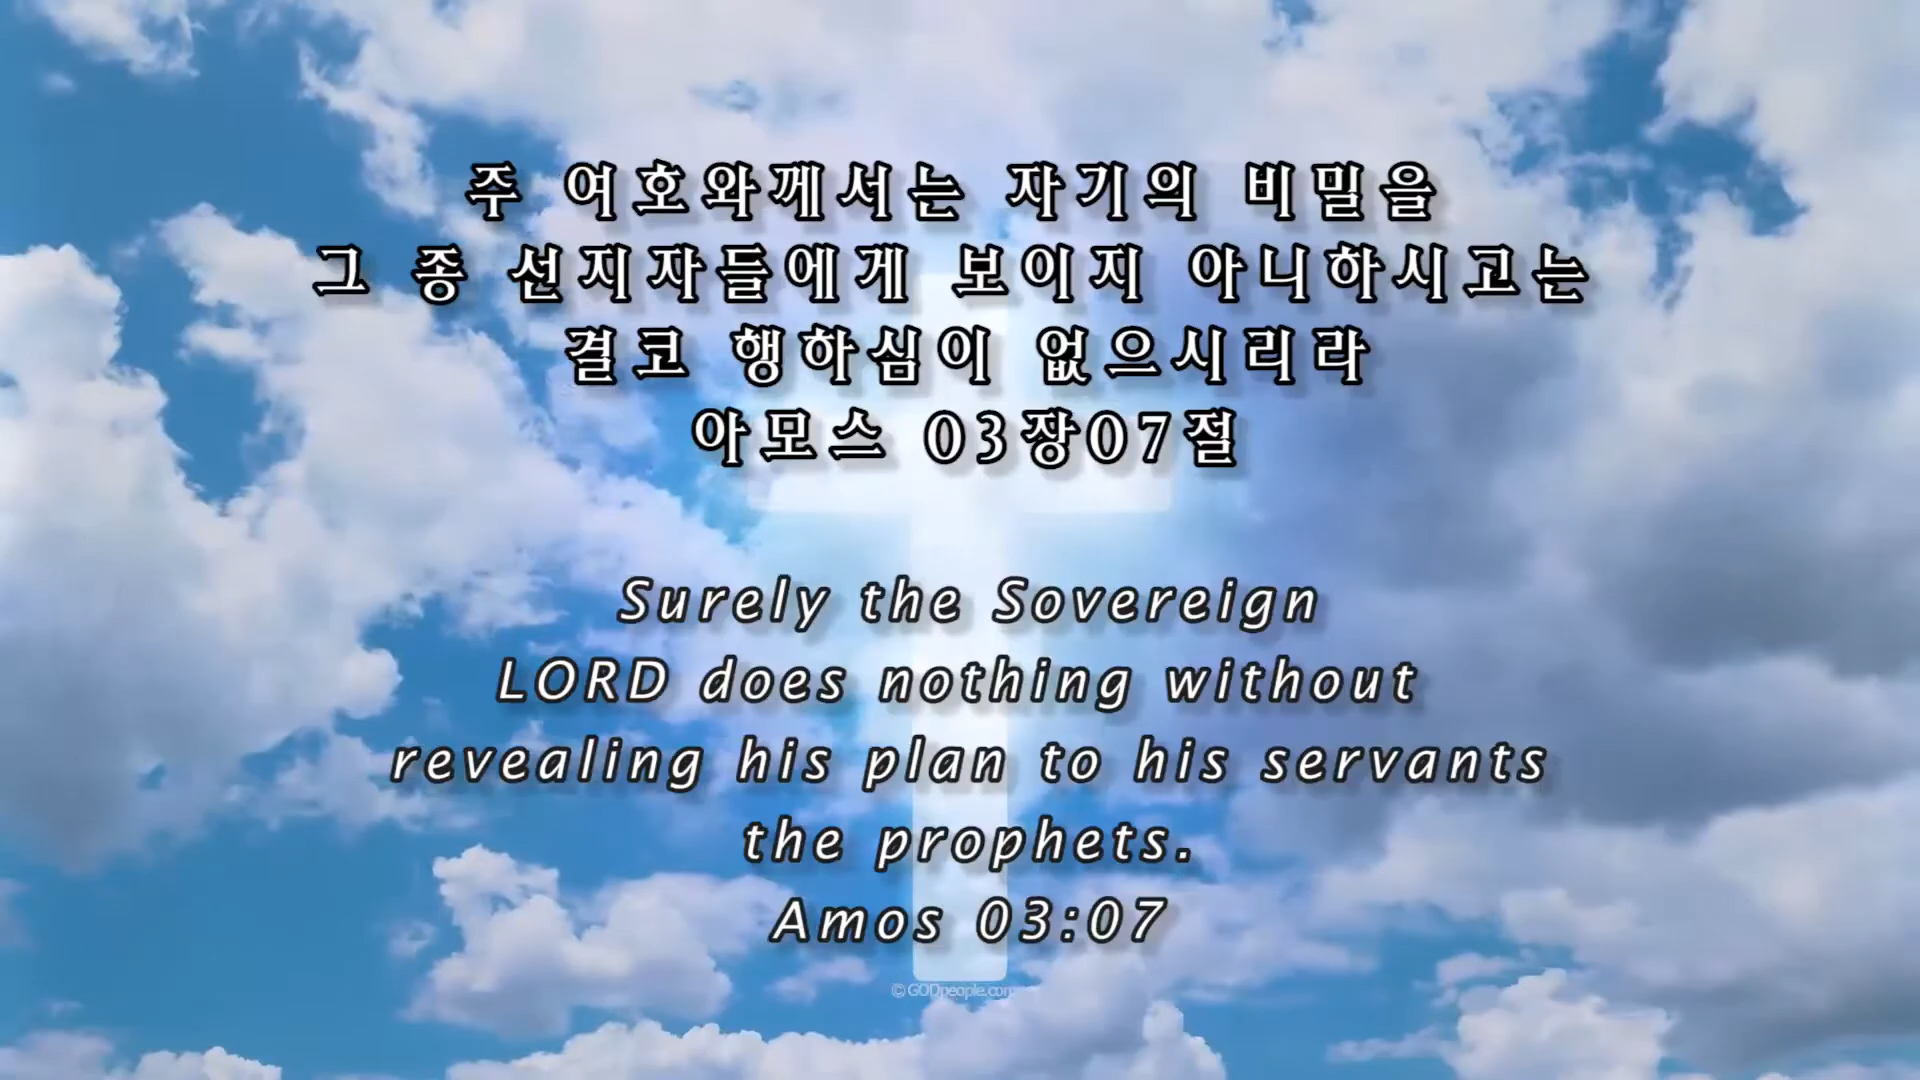 주 여호와께서는 자기의 비밀을
그 종 선지자들에게 보이지 아니하시고는
결코 행하심이 없으시리라
아모스 03장07절
Surely the Sovereign
LORD does nothing without
revealing his plan to his servants
the prophets.
Amos 03:07
© GODpeople.com